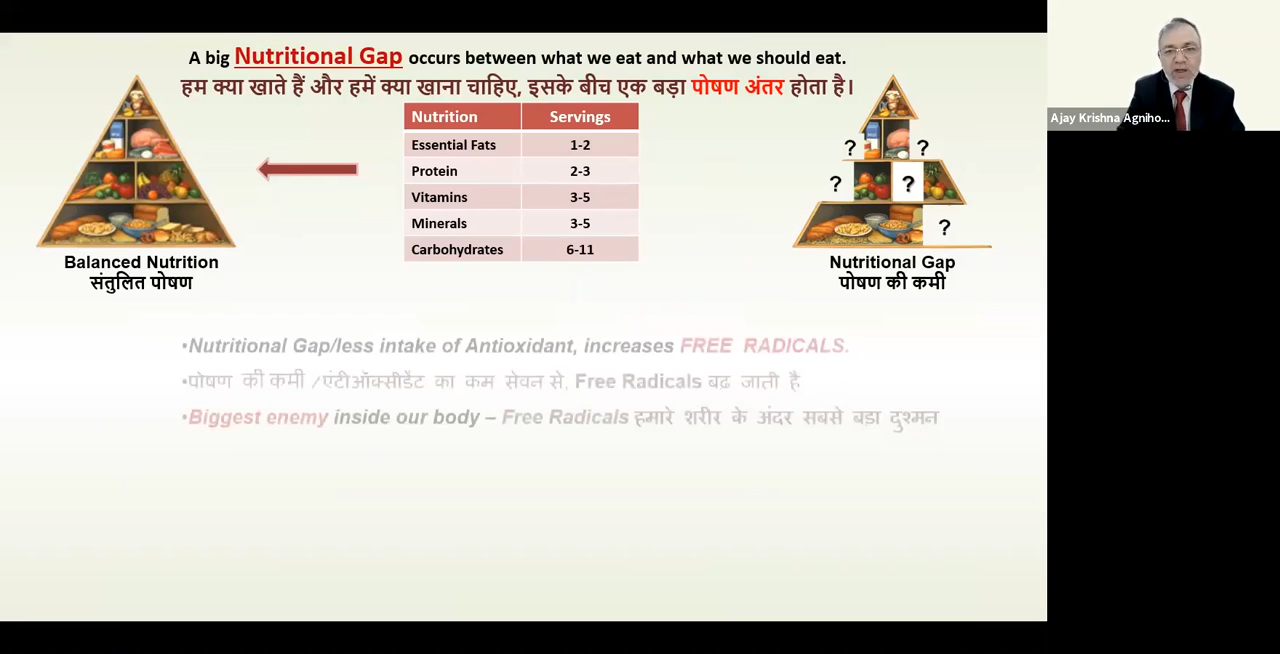 A big Nutritional Gap occurs between what we eat and what we should eat.
हम क्या खाते हैं और हमें क्या खाना चाहिए, इसके बीच एक बड़ा पोषण अंतर होता है।
Nutrition Servings
Essential Fats 1-2
Protein 2-3
Vitamins 3-5
Minerals 3-5
Carbohydrates 6-11
? ?
? ?
?
Balanced Nutrition
संतुलित पोषण
Nutritional Gap
पोषण की कमी
•Nutritional Gap/less intake of Antioxidant, increases FREE RADICALS.
•पोषण की कमी /एंटीऑक्सीडेंट का कम सेवन से, Free Radicals बढ जाती है
•Biggest enemy inside our body – Free Radicals हमारे शरीर के अंदर सबसे बडा दुश्मन
Ajay Krishna Agniho...